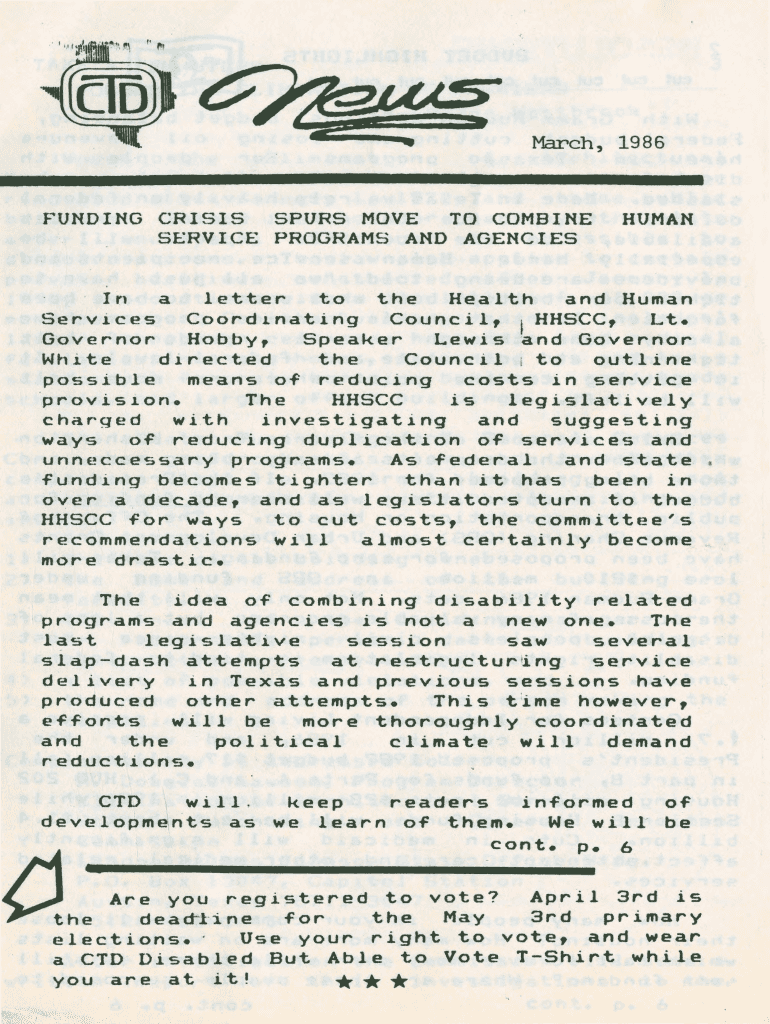 CTD News
March, 1986
FUNDING CRISIS SPURS MOVE TO COMBINE HUMAN
SERVICE PROGRAMS AND AGENCIES
In a letter to the Health and Human
Services Coordinating Council, HHSCC, Lt.
Governor Hobby, Speaker Lewis and Governor
White directed the Council to outline
possible means of reducing costs in service
provision. The HHSCC is legislatively
charged with investigating and suggesting
ways of reducing duplication of services and
unneccessary programs. As federal and state
funding becomes tighter than it has been in
over a decade, and as legislators turn to the
HHSCC for ways to cut costs, the committee's
recommendations will almost certainly become
more drastic.
The idea of combining disability related
programs and agencies is not a new one. The
last legislative session saw several
slap-dash attempts at restructuring service
delivery in Texas and previous sessions have
produced other attempts. This time however,
efforts will be more thoroughly coordinated
and the political climate will demand
reductions.
CTD will keep readers informed of
developments as we learn of them. We will be
cont. p. 6
Are you registered to vote? April 3rd is
the deadline for the May 3rd primary
elections. Use your right to vote and wear
a CTD Disabled But Able to Vote T-Shirt while
you are at it! ★★★